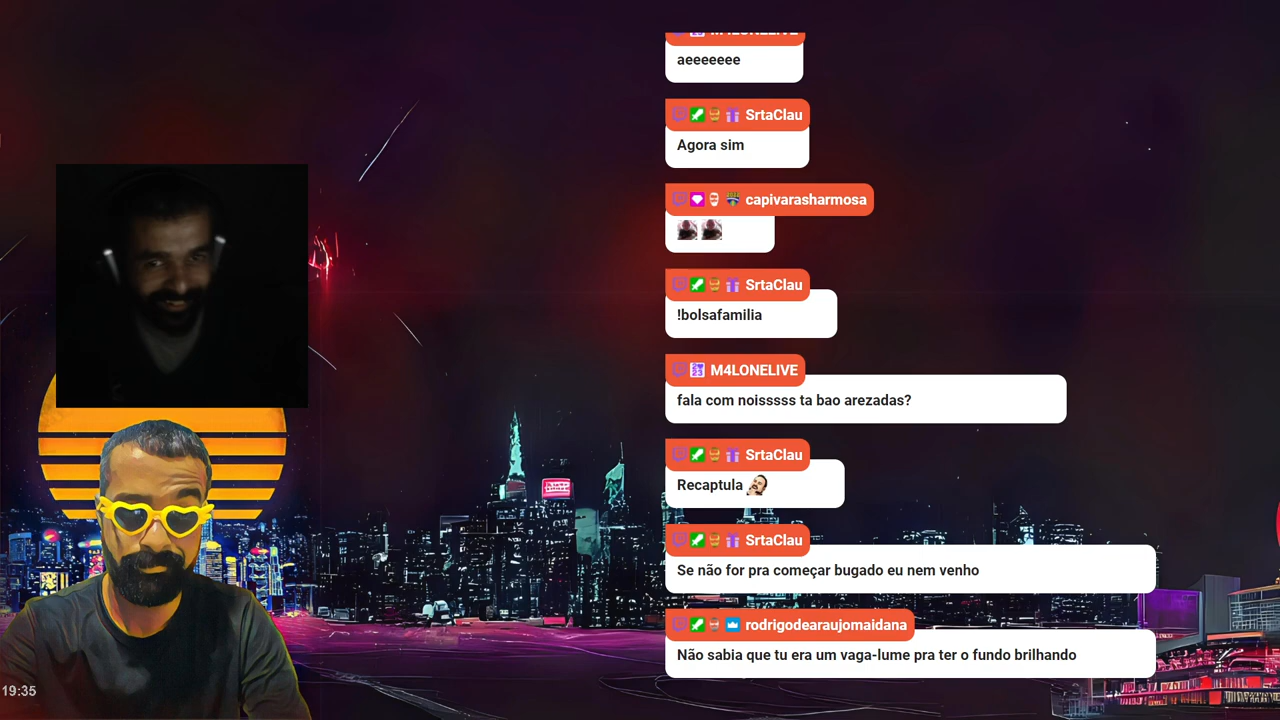 M4LONELIVE
aeeeeeee
SrtaClau
Agora sim
capivarasharmosa
SrtaClau
!bolsafamilia
M4LONELIVE
fala com noisssss ta bao arezadas?
SrtaClau
Recaptula
SrtaClau
Se não for pra começar bugado eu nem venho
rodrigodearaujomaidana
Não sabia que tu era um vaga-lume pra ter o fundo brilhando
19:35